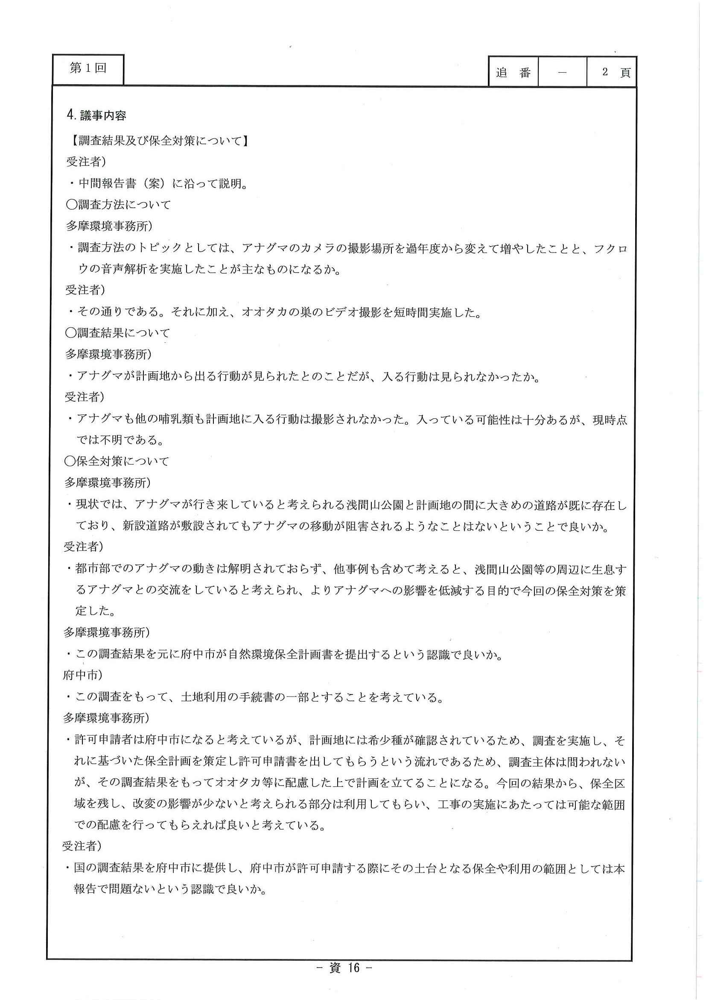 第1回
追 番 － 2 頁
4. 議事内容
【調査結果及び保全対策について】
受注者）
・中間報告書（案）に沿って説明。
〇調査方法について
多摩環境事務所）
・調査方法のトピックとしては、アナグマのカメラの撮影場所を過年度から変えて増やしたことと、フクロ
ウの音声解析を実施したことが主なものになるか。
受注者）
・その通りである。それに加え、オオタカの巣のビデオ撮影を短時間実施した。
〇調査結果について
多摩環境事務所）
・アナグマが計画地から出る行動が見られたとのことだが、入る行動は見られなかったか。
受注者）
・アナグマも他の哺乳類も計画地に入る行動は撮影されなかった。入っている可能性は十分あるが、現時点
では不明である。
〇保全対策について
多摩環境事務所）
・現状では、アナグマが行き来していると考えられる浅間山公園と計画地の間に大きめの道路が既に存在し
ており、新設道路が敷設されてもアナグマの移動が阻害されるようなことはないということで良いか。
受注者）
・都市部でのアナグマの動きは解明されておらず、他事例も含めて考えると、浅間山公園等の周辺に生息す
るアナグマとの交流をしていると考えられ、よりアナグマへの影響を低減する目的で今回の保全対策を策
定した。
多摩環境事務所）
・この調査結果を元に府中市が自然環境保全計画書を提出するという認識で良いか。
府中市）
・この調査をもって、土地利用の手続書の一部とすることを考えている。
多摩環境事務所）
・許可申請者は府中市になると考えているが、計画地には希少種が確認されているため、調査を実施し、そ
れに基づいた保全計画を策定し許可申請書を出してもらうという流れであるため、調査主体は問われない
が、その調査結果をもってオオタカ等に配慮した上で計画を立てることになる。今回の結果から、保全区
域を残し、改変の影響が少ないと考えられる部分は利用してもらい、工事の実施にあたっては可能な範囲
での配慮を行ってもらえれば良いと考えている。
受注者）
・国の調査結果を府中市に提供し、府中市が許可申請する際にその土台となる保全や利用の範囲としては本
報告で問題ないという認識で良いか。
－ 資 16 －